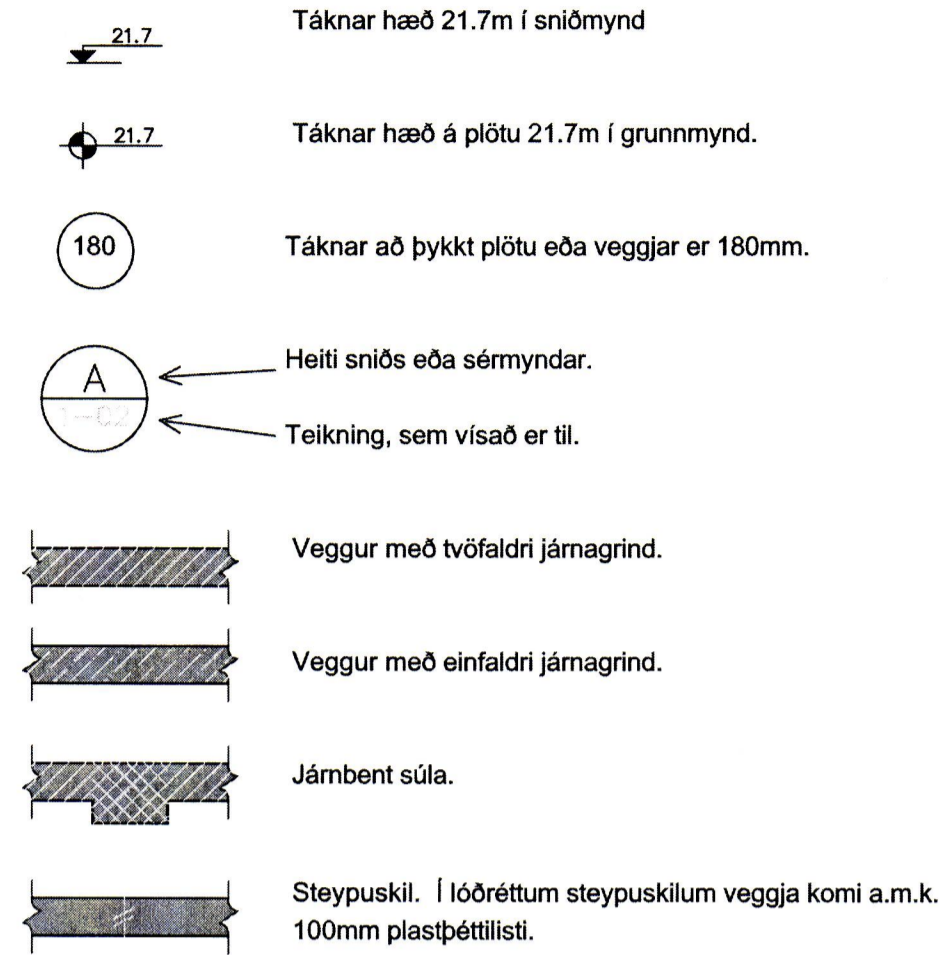 21.7 Táknar hæð 21.7m í sniðmynd
21.7 Táknar hæð á plötu 21.7m í grunnmynd.
180 Táknar að þykkt plötu eða veggjar er 180mm.
A Heiti sniðs eða sérmyndar.
1-02 Teikning, sem vísað er til.
Veggur með tvöfaldri járnagrind.
Veggur með einfaldri járnagrind.
Járnbent súla.
Steypuskil. Í lóðréttum steypuskilum veggja komi a.m.k.
100mm plastþéttilisti.